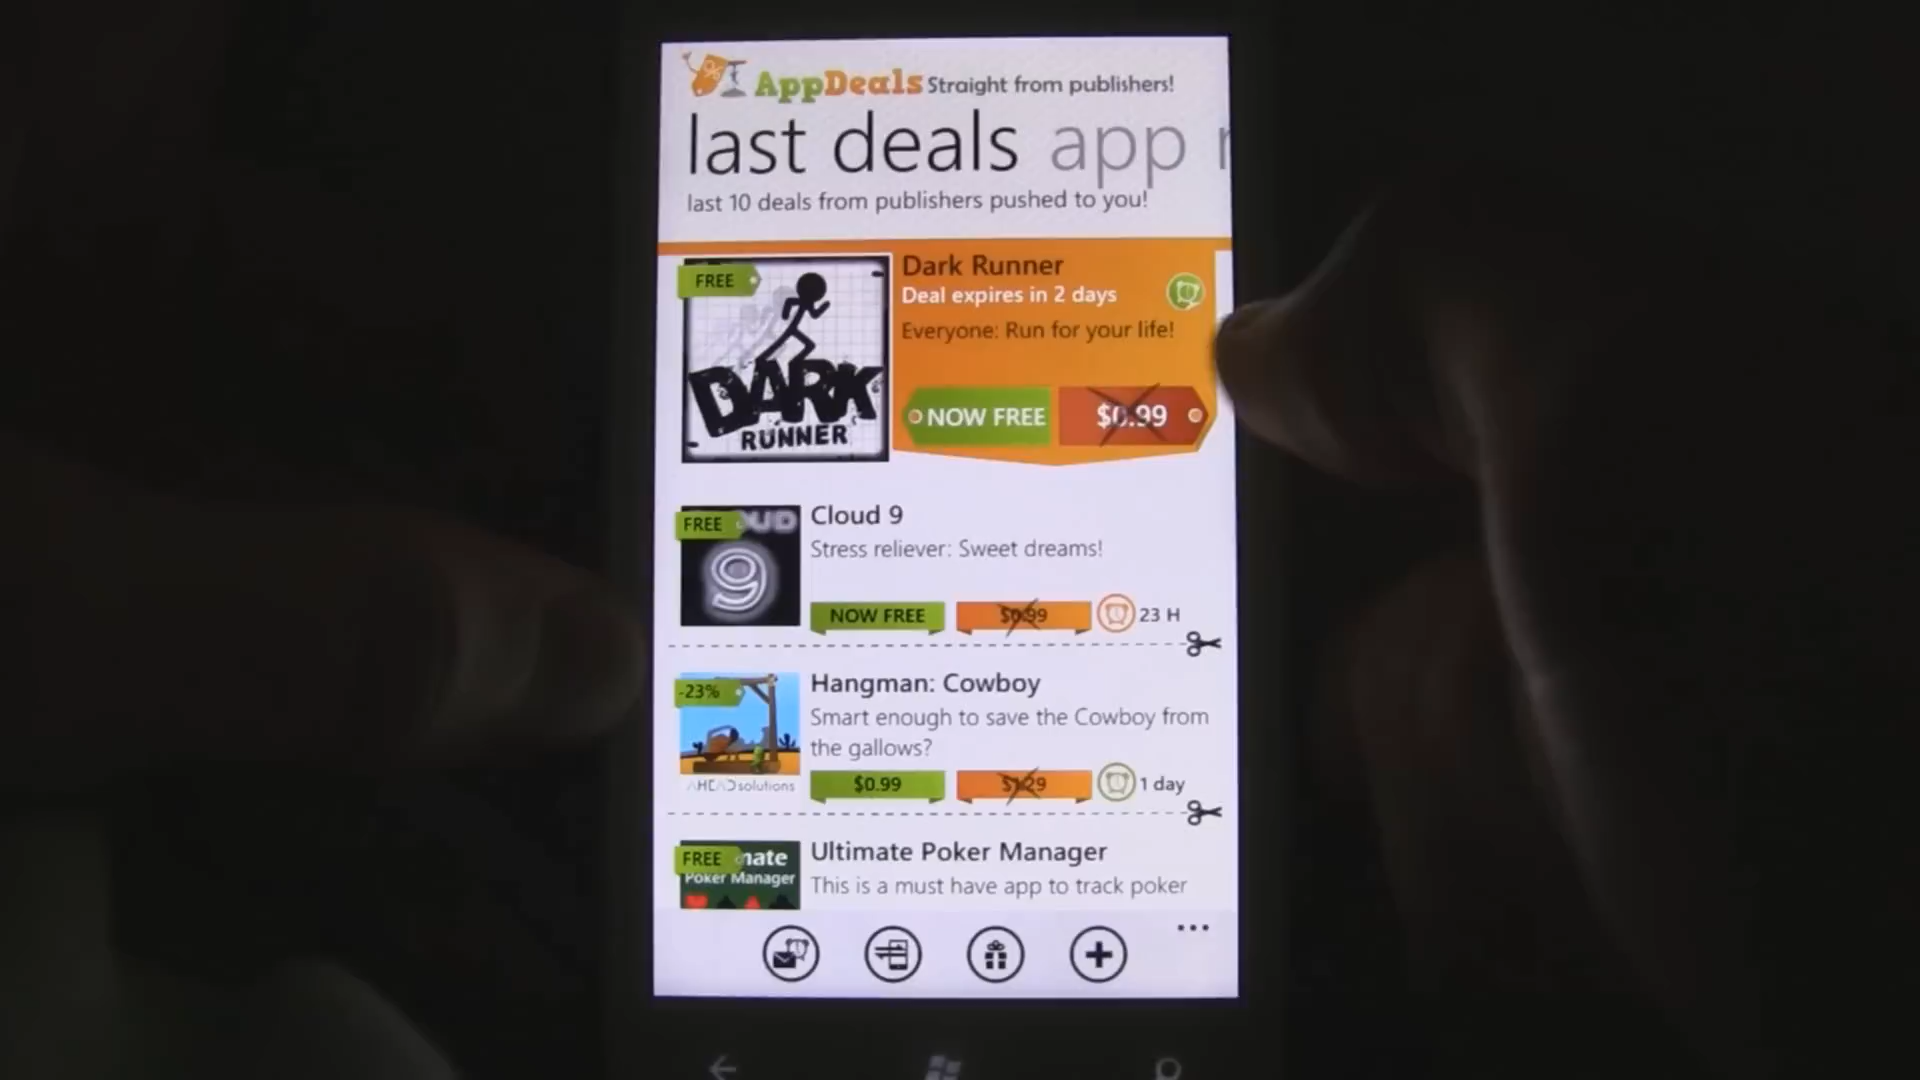 AppDeals Straight from publishers!
last deals app
last 10 deals from publishers pushed to you!
FREE
DARK
RUNNER
Dark Runner
Deal expires in 2 days
Everyone: Run for your life!
NOW FREE $0.99
FREE
9
Cloud 9
Stress reliever: Sweet dreams!
NOW FREE $0.99 23 H
-23%
AHEAD solutions
Hangman: Cowboy
Smart enough to save the Cowboy from
the gallows?
$0.99 $1.29 1 day
FREE
Poker Manager
Ultimate Poker Manager
This is a must have app to track poker